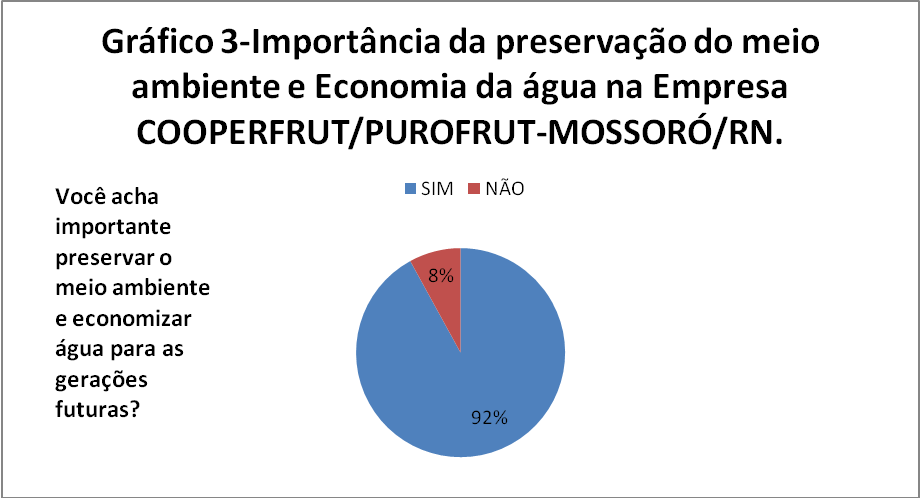 Gráfico 3-Importância da preservação do meio
ambiente e Economia da água na Empresa
COOPERFRUT/PUROFRUT-MOSSORÓ/RN.
Você acha
importante
preservar o
meio ambiente
e economizar
água para as
gerações
futuras?
SIM NÃO
8%
92%